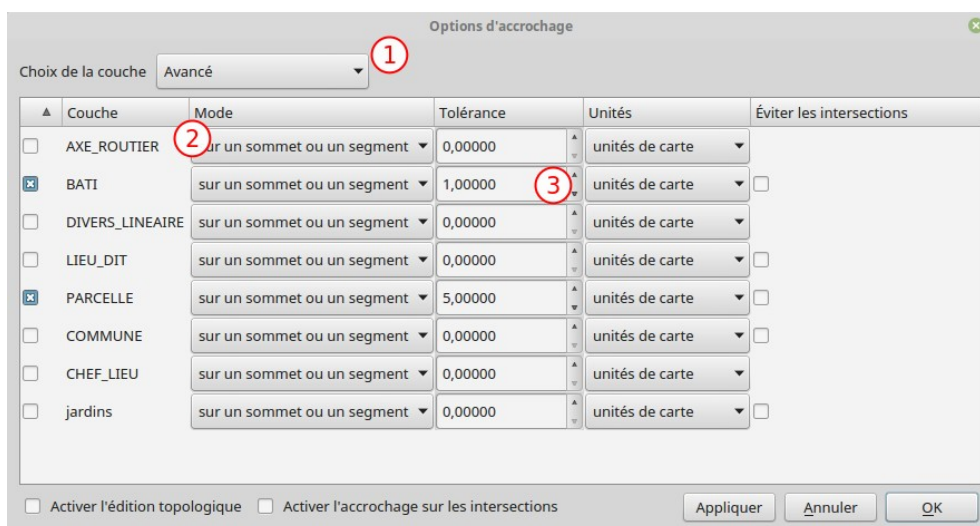 Options d'accrochage
1
Choix de la couche Avancé
Couche Mode Tolérance Unités Éviter les intersections
2
AXE_ROUTIER sur un sommet ou un segment 0,00000 unités de carte
BATI sur un sommet ou un segment 1,00000 3 unités de carte
DIVERS_LINEAIRE sur un sommet ou un segment 0,00000 unités de carte
LIEU_DIT sur un sommet ou un segment 0,00000 unités de carte
PARCELLE sur un sommet ou un segment 5,00000 unités de carte
COMMUNE sur un sommet ou un segment 0,00000 unités de carte
CHEF_LIEU sur un sommet ou un segment 0,00000 unités de carte
jardins sur un sommet ou un segment 0,00000 unités de carte
Activer l'édition topologique Activer l'accrochage sur les intersections Appliquer Annuler OK